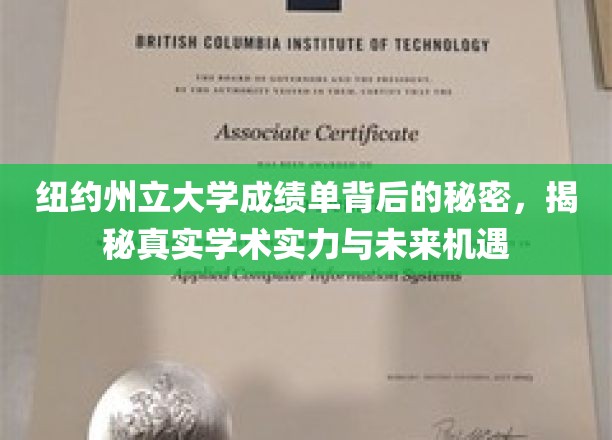 BRITISH COLUMBIA INSTITUTE OF TECHNOLOGY
THE BOARD OF GOVERNORS AND THE PRESIDENT,
BY THE AUTHORITY VESTED IN THEM, CERTIFY THAT THE
Associate Certificate
纽约州立大学成绩单背后的秘密，揭
秘真实学术实力与未来机遇
Applied Computer Information Systems